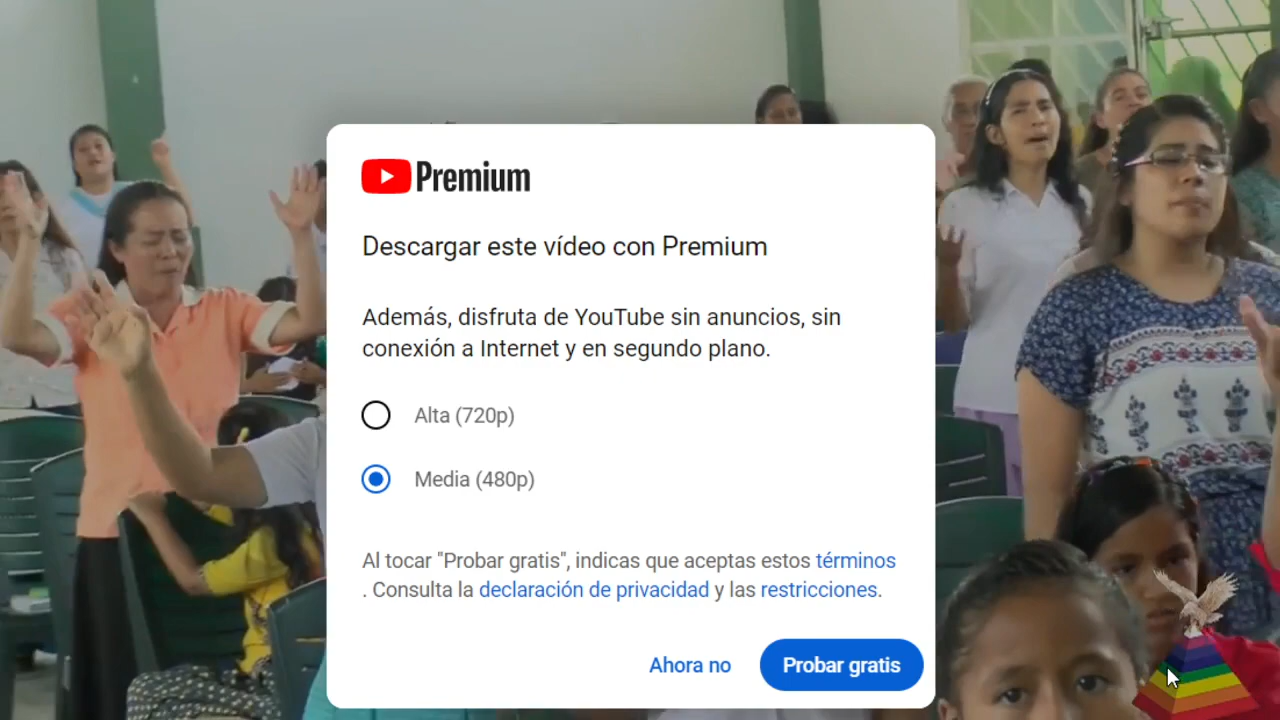 Premium
Descargar este vídeo con Premium
Además, disfruta de YouTube sin anuncios, sin
conexión a Internet y en segundo plano.
Alta (720p)
Media (480p)
Al tocar "Probar gratis", indicas que aceptas estos términos
. Consulta la declaración de privacidad y las restricciones.
Ahora no
Probar gratis